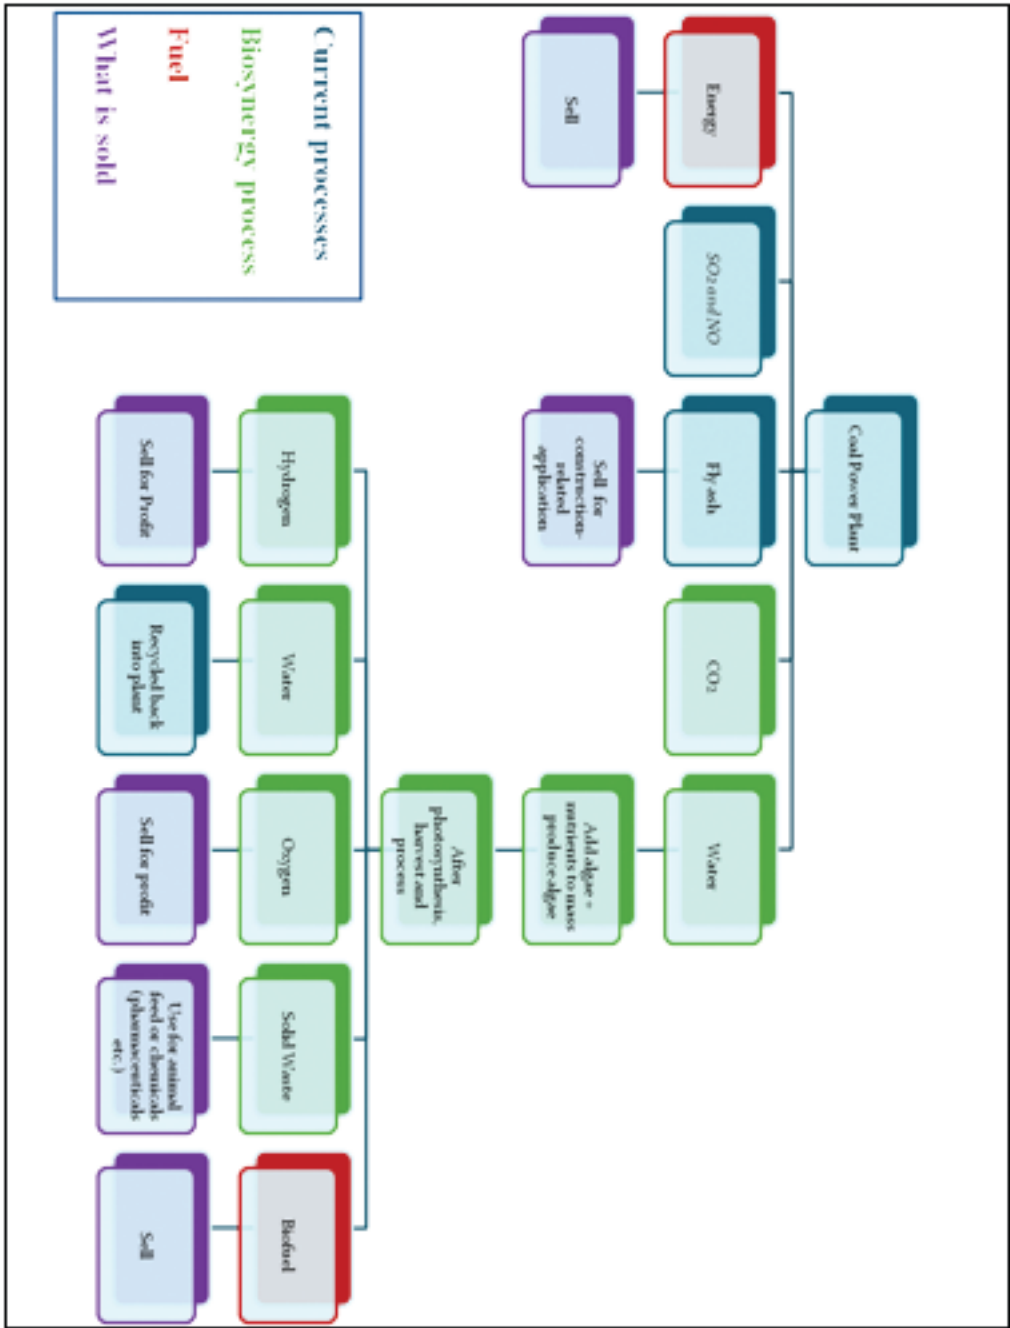 Coal Power Plant
Energy
SO2 and NO
Fly ash
CO2
Water
Sell
Sell for
construction-
related
application
Add algae +
nutrients to mass
produce algae
After
photosynthesis,
harvest and
process
Hydrogen
Water
Oxygen
Solid Waste
Biofuel
Sell for Profit
Recycled back
into plant
Sell for profit
Use for animal
feed or chemicals
(pharmaceuticals
etc.)
Sell
Current processes
Biosynergy process
Fuel
What is sold